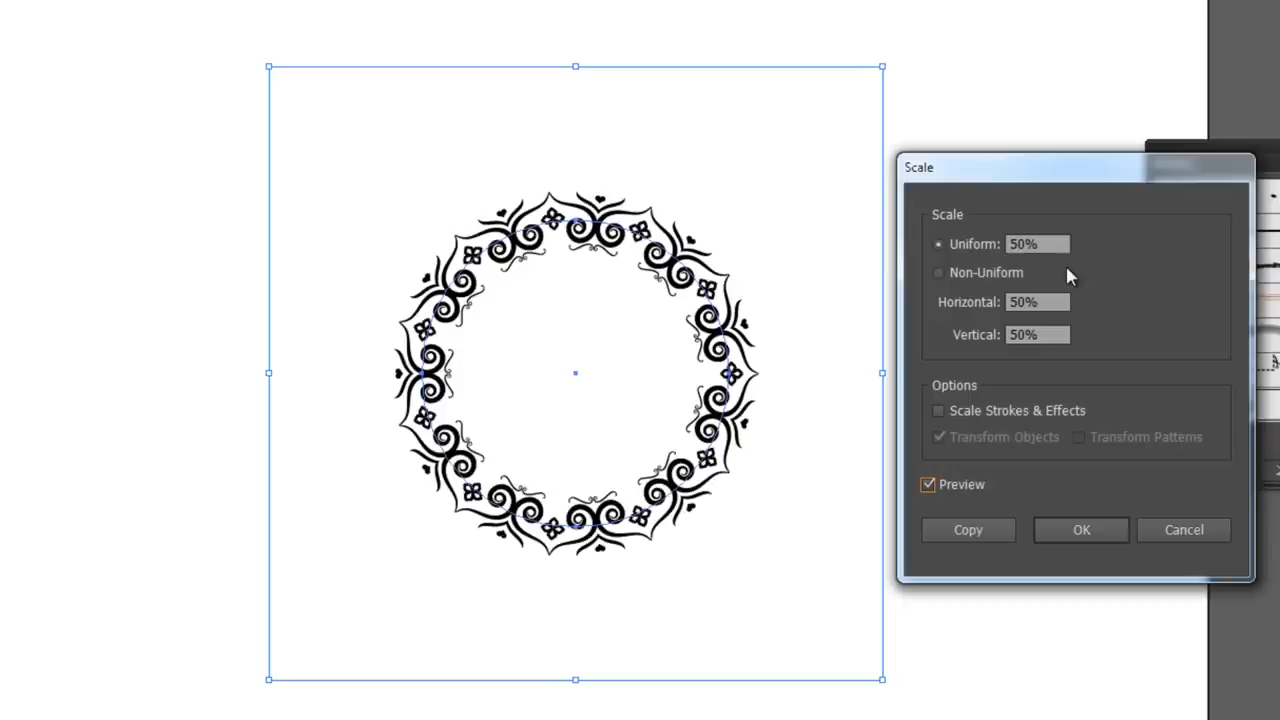 Scale
Scale
Uniform: 50%
Non-Uniform
Horizontal: 50%
Vertical: 50%
Options
Scale Strokes & Effects
Transform Objects Transform Patterns
Preview
Copy OK Cancel